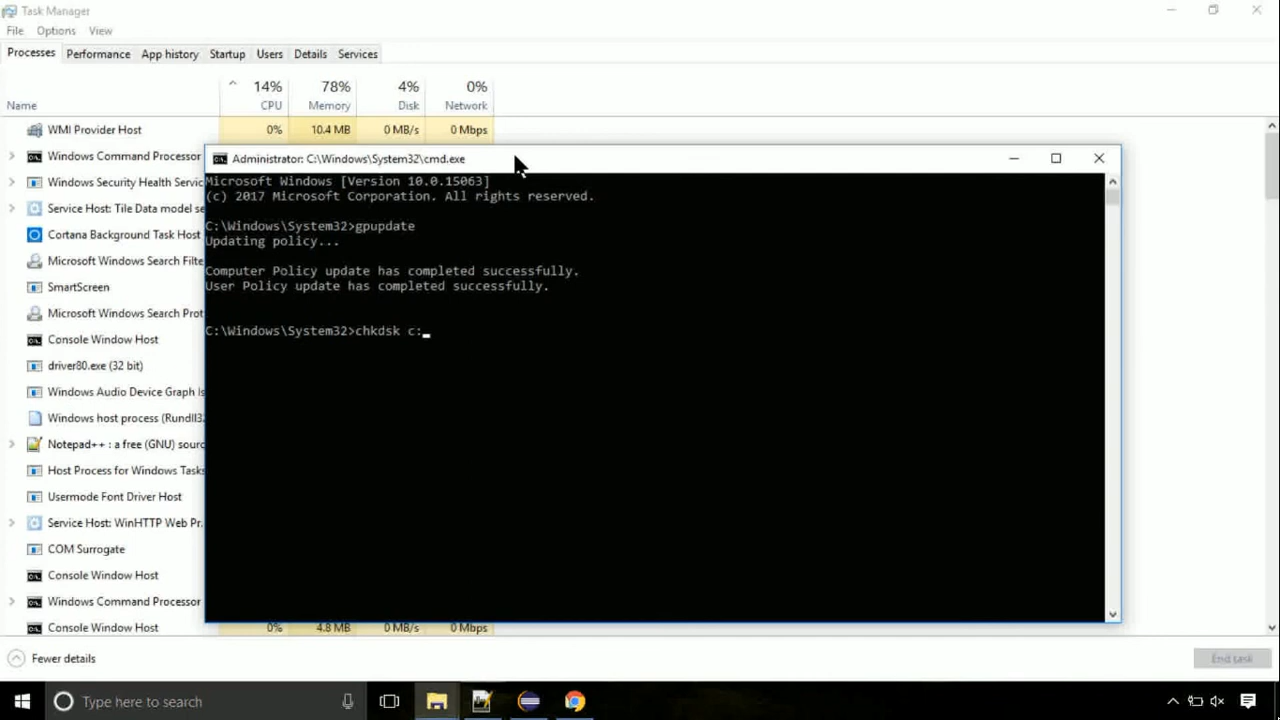 Task Manager
File Options View
Processes Performance App history Startup Users Details Services
14% 78% 4% 0%
Name CPU Memory Disk Network
WMI Provider Host 0% 10.4 MB 0 MB/s 0 Mbps
Windows Command Processor
Windows Security Health Servic
Service Host: Tile Data model se
Cortana Background Task Host
Microsoft Windows Search Filte
SmartScreen
Microsoft Windows Search Prot
Console Window Host
driver80.exe (32 bit)
Windows Audio Device Graph Is
Windows host process (Rundll32
Notepad++ : a free (GNU) sourc
Host Process for Windows Tasks
Usermode Font Driver Host
Service Host: WinHTTP Web Pr...
COM Surrogate
Console Window Host
Windows Command Processor
Console Window Host 0% 4.8 MB 0 MB/s 0 Mbps
Administrator: C:\Windows\System32\cmd.exe
Microsoft Windows [Version 10.0.15063]
(c) 2017 Microsoft Corporation. All rights reserved.
C:\Windows\System32>gpupdate
Updating policy...
Computer Policy update has completed successfully.
User Policy update has completed successfully.
C:\Windows\System32>chkdsk c:
Fewer details
End task
Type here to search